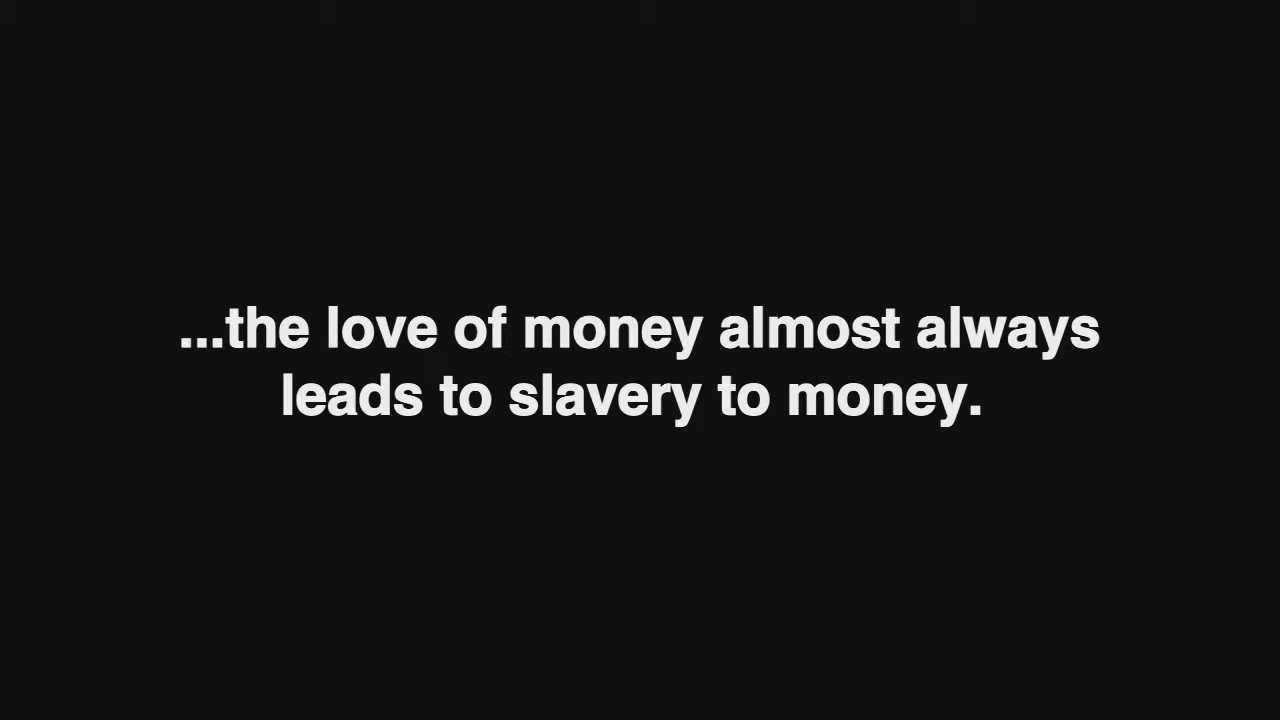 ...the love of money almost always
leads to slavery to money.